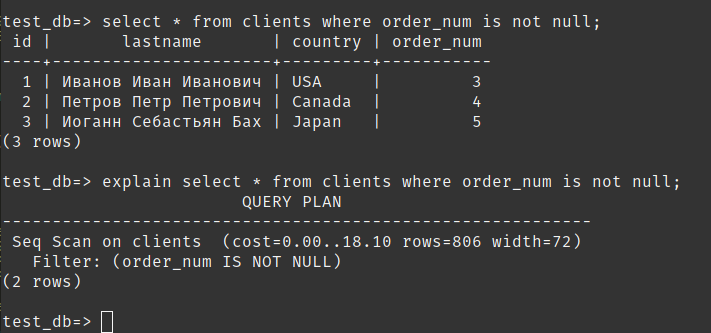 test_db=> select * from clients where order_num is not null;
 id |       lastname       | country | order_num
----+----------------------+---------+-----------
  1 | Иванов Иван Иванович | USA     |         3
  2 | Петров Петр Петрович | Canada  |         4
  3 | Иоганн Себастьян Бах | Japan   |         5
(3 rows)

test_db=> explain select * from clients where order_num is not null;
                        QUERY PLAN
-----------------------------------------------------------
 Seq Scan on clients  (cost=0.00..18.10 rows=806 width=72)
   Filter: (order_num IS NOT NULL)
(2 rows)

test_db=>